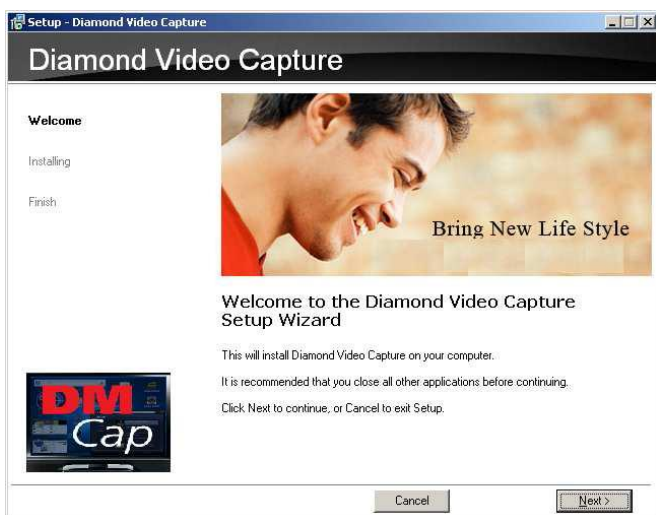 Setup - Diamond Video Capture
Diamond Video Capture
Welcome
Installing
Finish
Bring New Life Style
Welcome to the Diamond Video Capture
Setup Wizard
This will install Diamond Video Capture on your computer.
It is recommended that you close all other applications before continuing.
Click Next to continue, or Cancel to exit Setup.
DM
Cap
Cancel
Next >